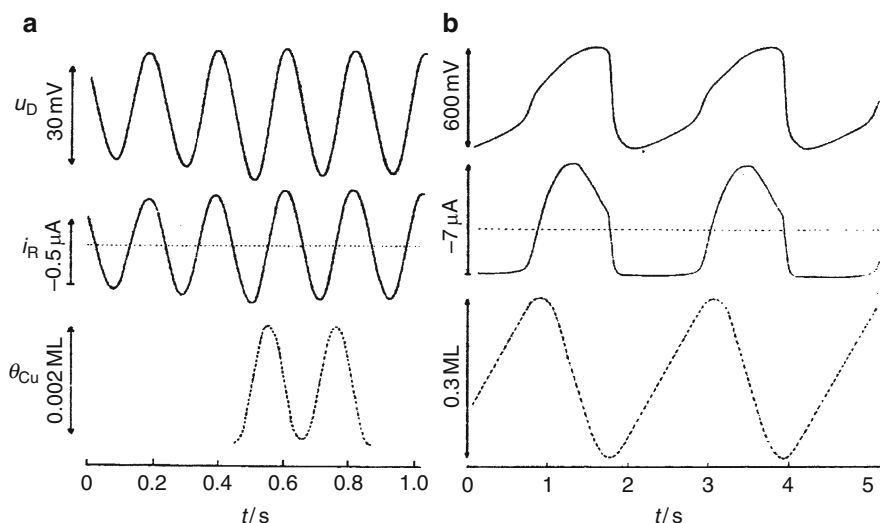 a
u_D
30 mV
i_R
−0.5 µA
θ_Cu
0.002 ML
0 0.2 0.4 0.6 0.8 1.0
t/s
b
600 mV
−7 µA
0.3 ML
0 1 2 3 4 5
t/s